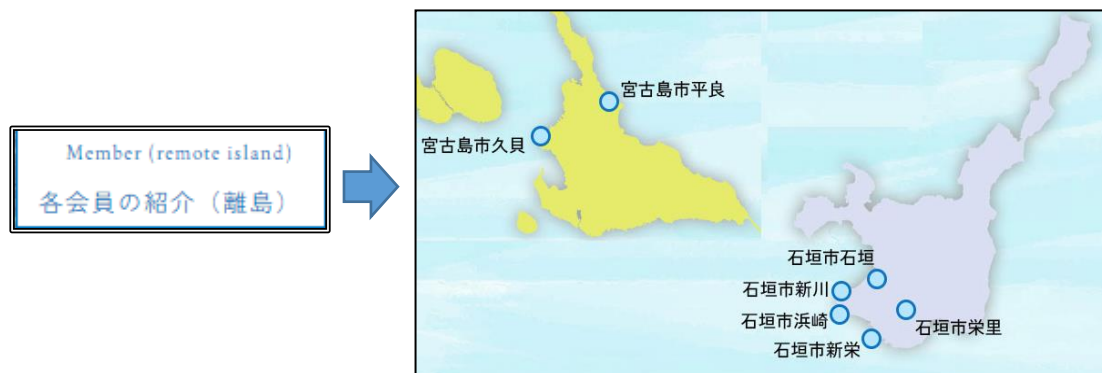 Member (remote island)
各会員の紹介（離島）
宮古島市平良
宮古島市久貝
石垣市石垣
石垣市新川
石垣市浜崎
石垣市栄里
石垣市新栄